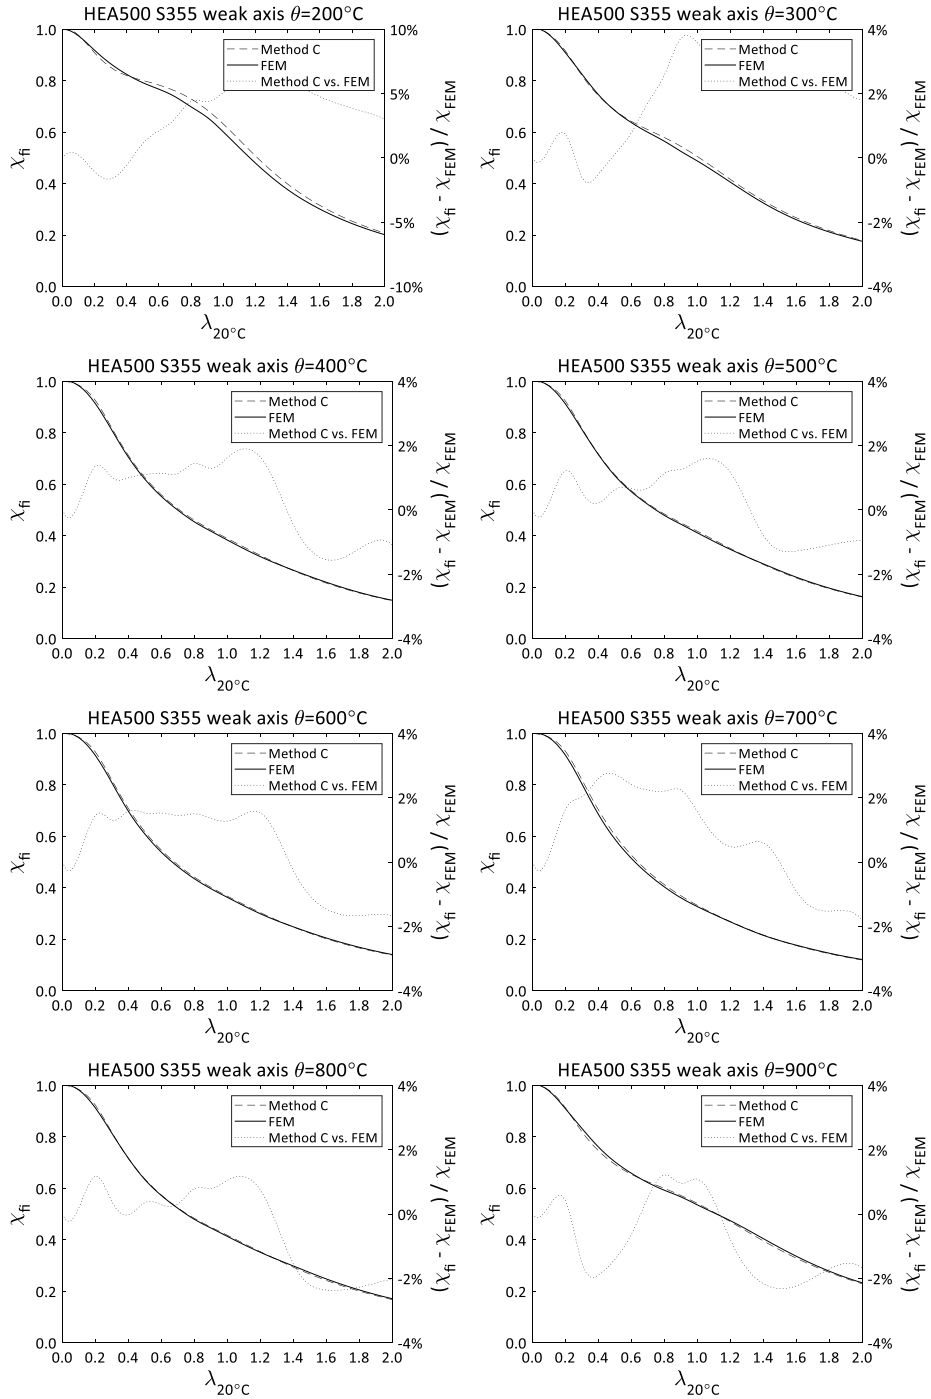 HEA500 S355 weak axis θ=200°C
1.0
0.8
0.6
0.4
0.2
0.0
χfi
Method C
FEM
Method C vs. FEM
10%
5%
0%
-5%
-10%
(χfi - χFEM) / χFEM
0.0 0.2 0.4 0.6 0.8 1.0 1.2 1.4 1.6 1.8 2.0
λ20°C
HEA500 S355 weak axis θ=300°C
1.0
0.8
0.6
0.4
0.2
0.0
χfi
Method C
FEM
Method C vs. FEM
4%
2%
0%
-2%
-4%
(χfi - χFEM) / χFEM
0.0 0.2 0.4 0.6 0.8 1.0 1.2 1.4 1.6 1.8 2.0
λ20°C
HEA500 S355 weak axis θ=400°C
1.0
0.8
0.6
0.4
0.2
0.0
χfi
Method C
FEM
Method C vs. FEM
4%
2%
0%
-2%
-4%
(χfi - χFEM) / χFEM
0.0 0.2 0.4 0.6 0.8 1.0 1.2 1.4 1.6 1.8 2.0
λ20°C
HEA500 S355 weak axis θ=500°C
1.0
0.8
0.6
0.4
0.2
0.0
χfi
Method C
FEM
Method C vs. FEM
4%
2%
0%
-2%
-4%
(χfi - χFEM) / χFEM
0.0 0.2 0.4 0.6 0.8 1.0 1.2 1.4 1.6 1.8 2.0
λ20°C
HEA500 S355 weak axis θ=600°C
1.0
0.8
0.6
0.4
0.2
0.0
χfi
Method C
FEM
Method C vs. FEM
4%
2%
0%
-2%
-4%
(χfi - χFEM) / χFEM
0.0 0.2 0.4 0.6 0.8 1.0 1.2 1.4 1.6 1.8 2.0
λ20°C
HEA500 S355 weak axis θ=700°C
1.0
0.8
0.6
0.4
0.2
0.0
χfi
Method C
FEM
Method C vs. FEM
4%
2%
0%
-2%
-4%
(χfi - χFEM) / χFEM
0.0 0.2 0.4 0.6 0.8 1.0 1.2 1.4 1.6 1.8 2.0
λ20°C
HEA500 S355 weak axis θ=800°C
1.0
0.8
0.6
0.4
0.2
0.0
χfi
Method C
FEM
Method C vs. FEM
4%
2%
0%
-2%
-4%
(χfi - χFEM) / χFEM
0.0 0.2 0.4 0.6 0.8 1.0 1.2 1.4 1.6 1.8 2.0
λ20°C
HEA500 S355 weak axis θ=900°C
1.0
0.8
0.6
0.4
0.2
0.0
χfi
Method C
FEM
Method C vs. FEM
4%
2%
0%
-2%
-4%
(χfi - χFEM) / χFEM
0.0 0.2 0.4 0.6 0.8 1.0 1.2 1.4 1.6 1.8 2.0
λ20°C